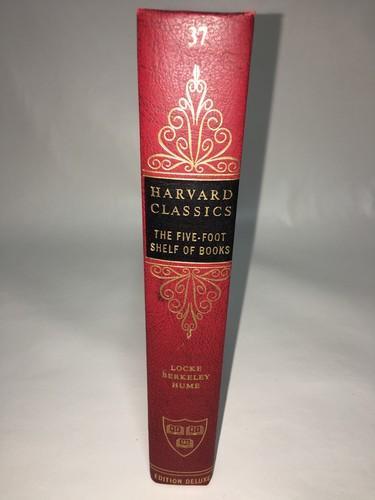 37
HARVARD
CLASSICS
THE FIVE-FOOT
SHELF OF BOOKS
LOCKE
BERKELEY
HUME
EDITION DELUXE